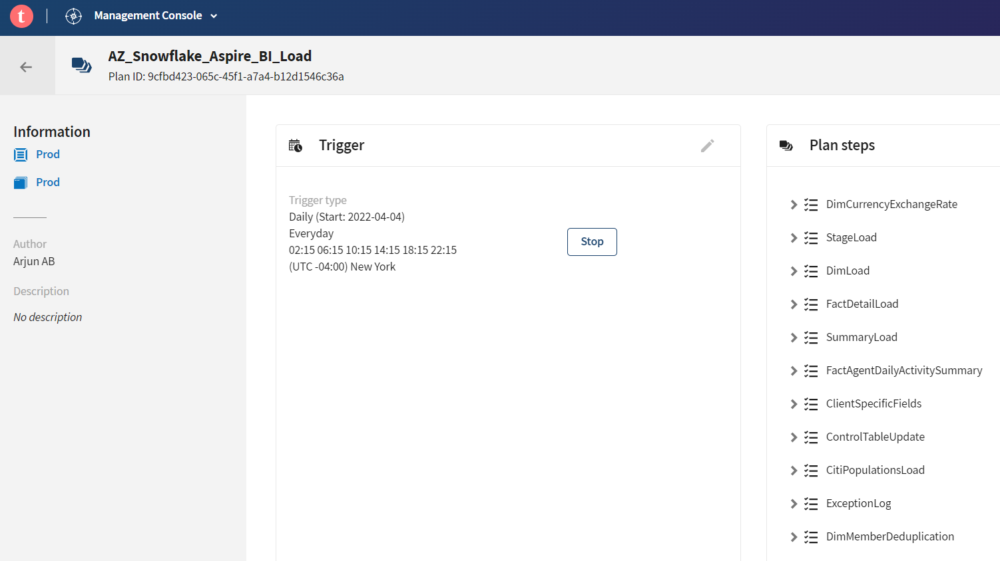 t
Management Console
AZ_Snowflake_Aspire_BI_Load
Plan ID: 9cfbd423-065c-45f1-a7a4-b12d1546c36a
Information
Prod
Prod
Author
Arjun AB
Description
No description
Trigger
Trigger type
Daily (Start: 2022-04-04)
Everyday
02:15 06:15 10:15 14:15 18:15 22:15
(UTC -04:00) New York
Stop
Plan steps
DimCurrencyExchangeRate
StageLoad
DimLoad
FactDetailLoad
SummaryLoad
FactAgentDailyActivitySummary
ClientSpecificFields
ControlTableUpdate
CitiPopulationsLoad
ExceptionLog
DimMemberDeduplication